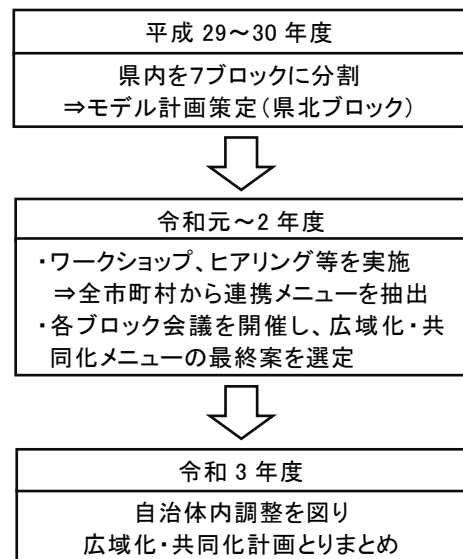 平成 29～30 年度
県内を7ブロックに分割
⇒モデル計画策定（県北ブロック）
令和元～2 年度
・ワークショップ、ヒアリング等を実施
⇒全市町村から連携メニューを抽出
・各ブロック会議を開催し、広域化・共
同化メニューの最終案を選定
令和 3 年度
自治体内調整を図り
広域化・共同化計画とりまとめ